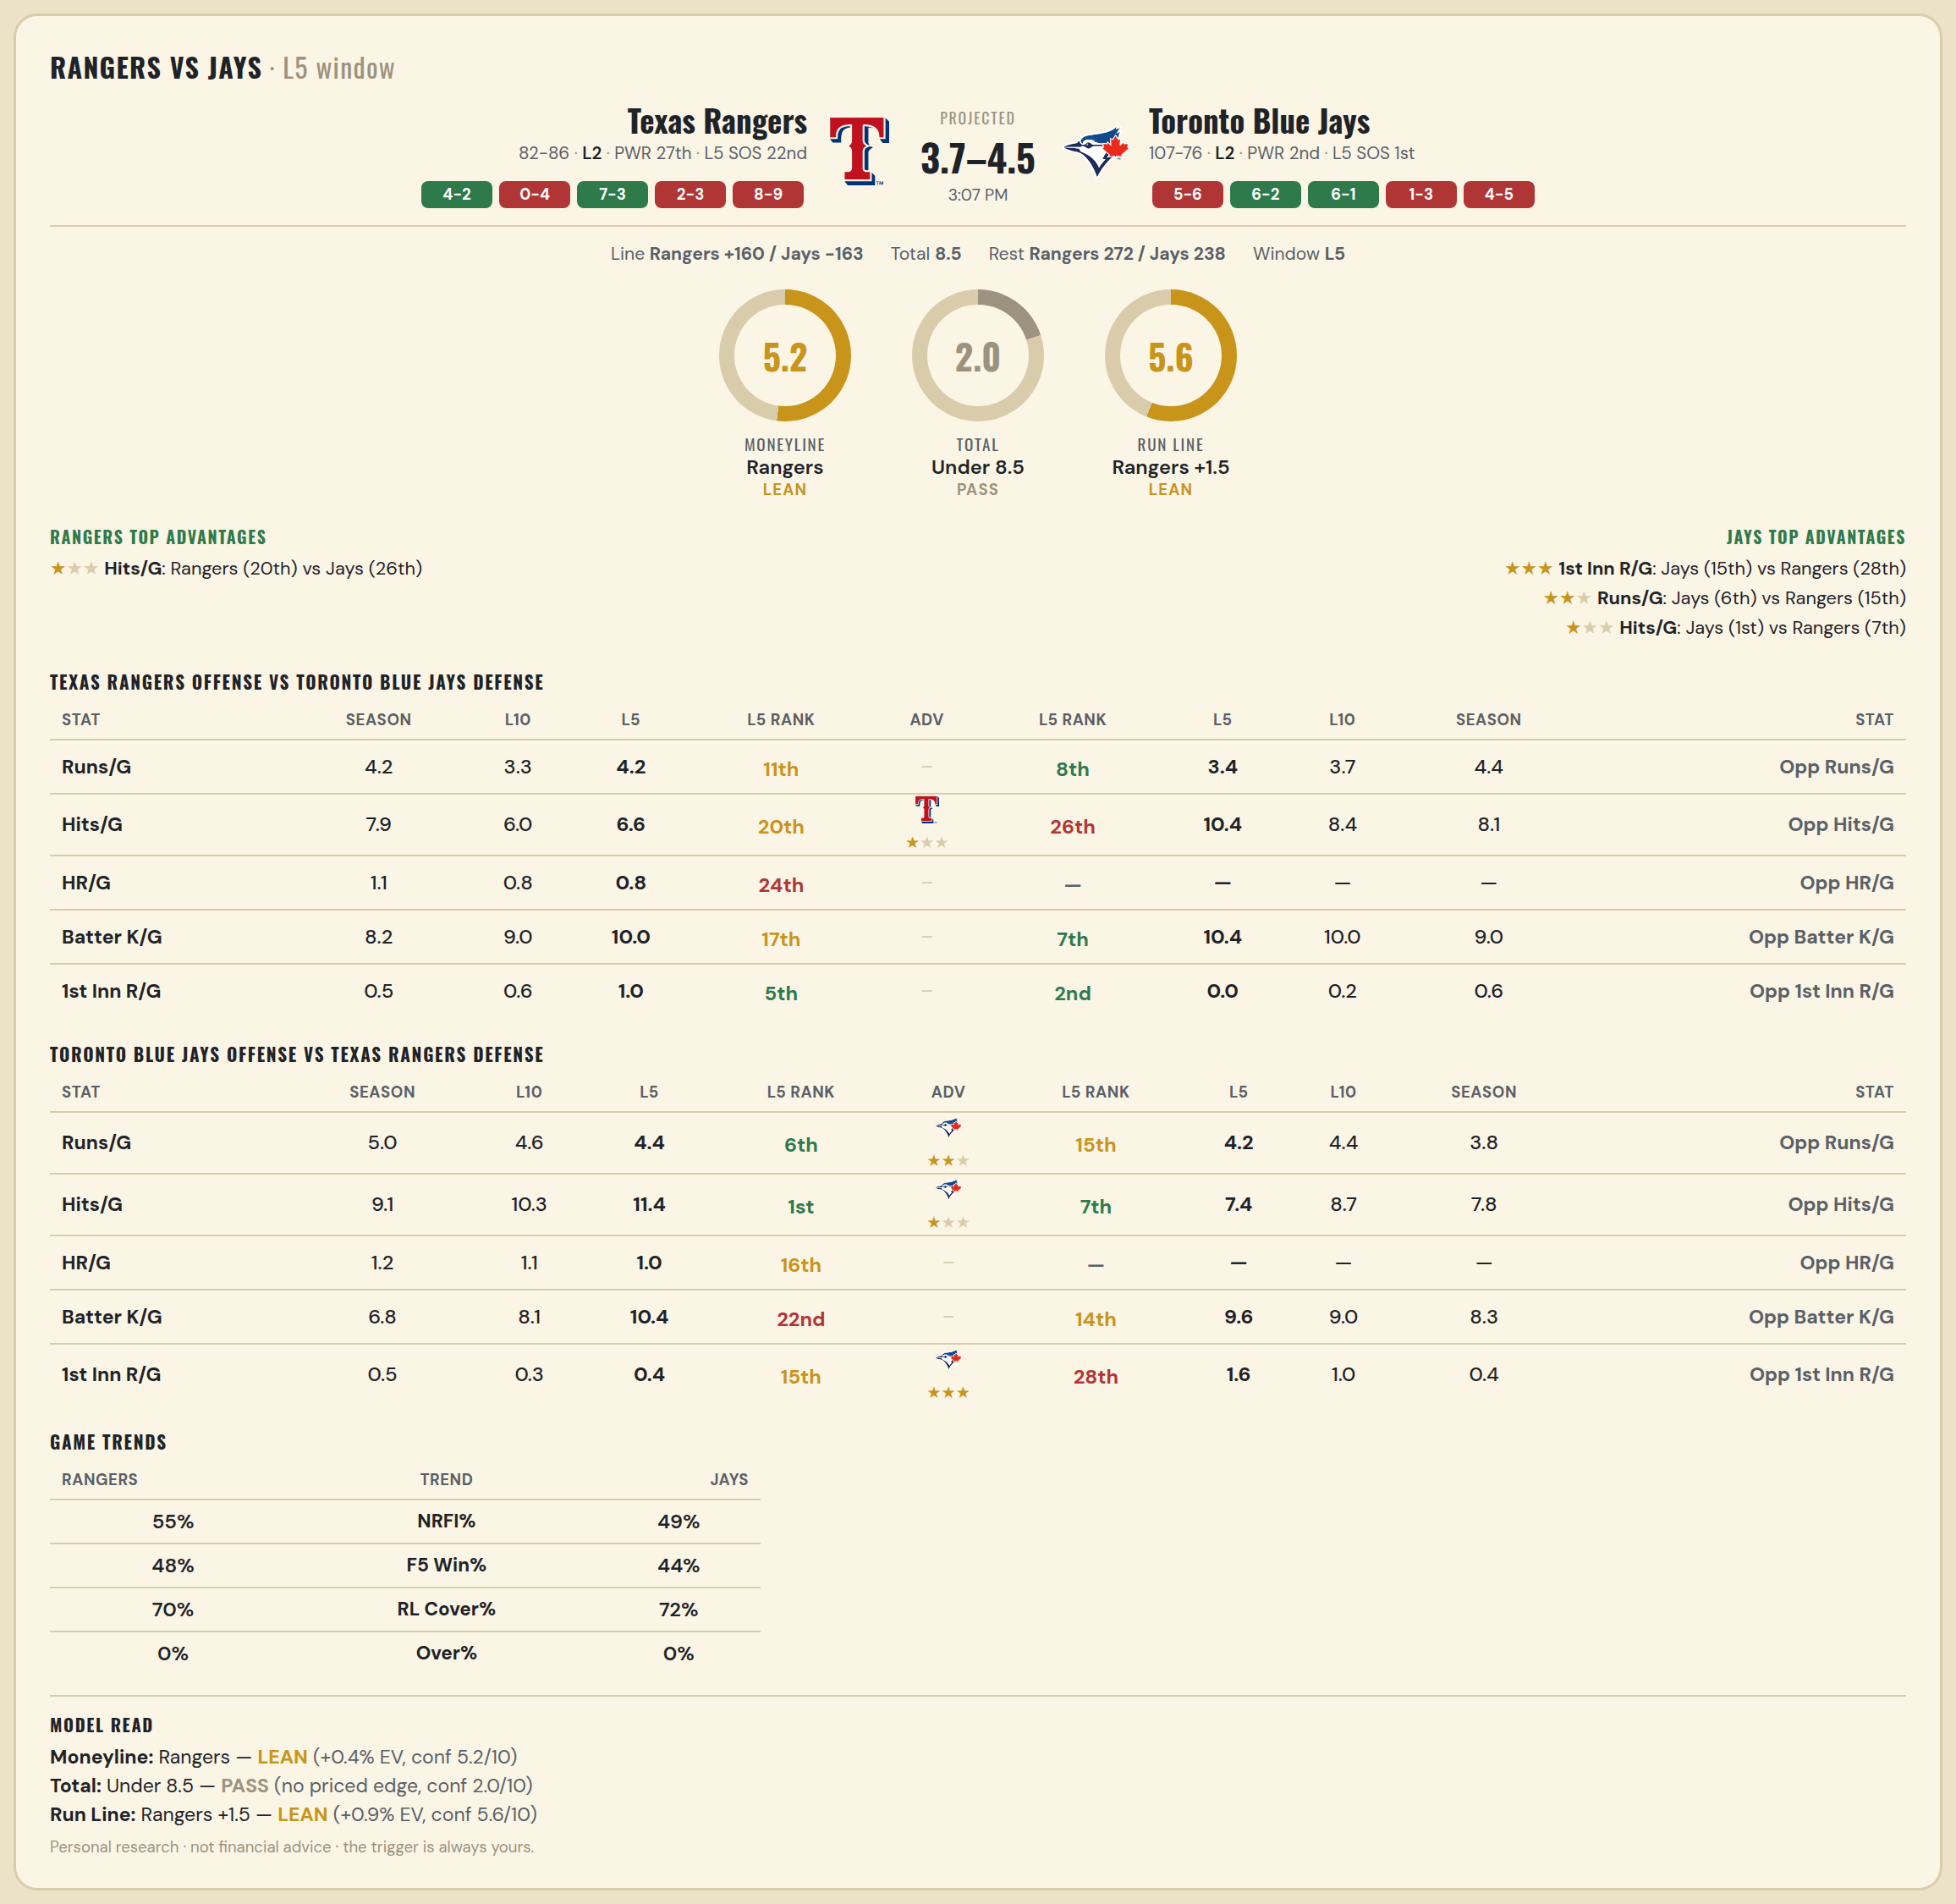 RANGERS VS JAYS · L5 window
Texas Rangers
82-86 · L2 · PWR 27th · L5 SOS 22nd
4-2 0-4 7-3 2-3 8-9
T
TM
PROJECTED
3.7–4.5
3:07 PM
Toronto Blue Jays
107-76 · L2 · PWR 2nd · L5 SOS 1st
5-6 6-2 6-1 1-3 4-5
Line Rangers +160 / Jays -163 Total 8.5 Rest Rangers 272 / Jays 238 Window L5
5.2 2.0 5.6
MONEYLINE TOTAL RUN LINE
Rangers Under 8.5 Rangers +1.5
LEAN PASS LEAN
RANGERS TOP ADVANTAGES
★★★ Hits/G: Rangers (20th) vs Jays (26th)
JAYS TOP ADVANTAGES
★★★ 1st Inn R/G: Jays (15th) vs Rangers (28th)
★★★ Runs/G: Jays (6th) vs Rangers (15th)
★★★ Hits/G: Jays (1st) vs Rangers (7th)
TEXAS RANGERS OFFENSE VS TORONTO BLUE JAYS DEFENSE
STAT SEASON L10 L5 L5 RANK ADV L5 RANK L5 L10 SEASON STAT
Runs/G 4.2 3.3 4.2 11th — 8th 3.4 3.7 4.4 Opp Runs/G
Hits/G 7.9 6.0 6.6 20th T ★★★ 26th 10.4 8.4 8.1 Opp Hits/G
HR/G 1.1 0.8 0.8 24th — — — — — Opp HR/G
Batter K/G 8.2 9.0 10.0 17th — 7th 10.4 10.0 9.0 Opp Batter K/G
1st Inn R/G 0.5 0.6 1.0 5th — 2nd 0.0 0.2 0.6 Opp 1st Inn R/G
TORONTO BLUE JAYS OFFENSE VS TEXAS RANGERS DEFENSE
STAT SEASON L10 L5 L5 RANK ADV L5 RANK L5 L10 SEASON STAT
Runs/G 5.0 4.6 4.4 6th ★★★ 15th 4.2 4.4 3.8 Opp Runs/G
Hits/G 9.1 10.3 11.4 1st ★★★ 7th 7.4 8.7 7.8 Opp Hits/G
HR/G 1.2 1.1 1.0 16th — — — — — Opp HR/G
Batter K/G 6.8 8.1 10.4 22nd — 14th 9.6 9.0 8.3 Opp Batter K/G
1st Inn R/G 0.5 0.3 0.4 15th ★★★ 28th 1.6 1.0 0.4 Opp 1st Inn R/G
GAME TRENDS
RANGERS TREND JAYS
55% NRFI% 49%
48% F5 Win% 44%
70% RL Cover% 72%
0% Over% 0%
MODEL READ
Moneyline: Rangers — LEAN (+0.4% EV, conf 5.2/10)
Total: Under 8.5 — PASS (no priced edge, conf 2.0/10)
Run Line: Rangers +1.5 — LEAN (+0.9% EV, conf 5.6/10)
Personal research · not financial advice · the trigger is always yours.